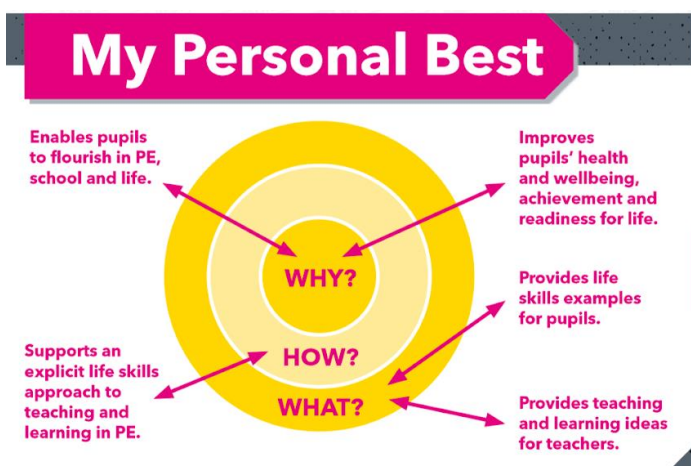 My Personal Best
Enables pupils
to flourish in PE,
school and life.
Improves
pupils’ health
and wellbeing,
achievement and
readiness for life.
WHY?
Provides life
skills examples
for pupils.
Supports an
explicit life skills
approach to
teaching and
learning in PE.
HOW?
WHAT?
Provides teaching
and learning ideas
for teachers.